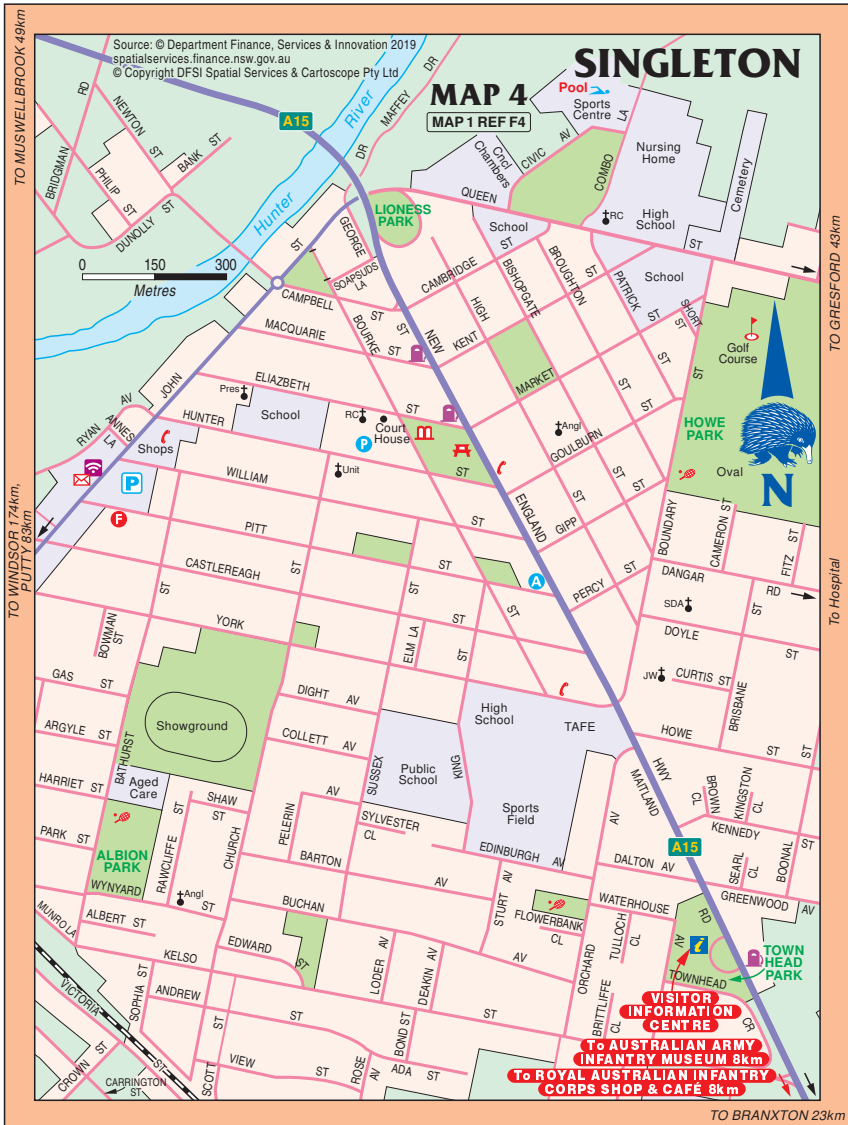 TO MUSWELLBROOK 49km
Source: © Department Finance, Services & Innovation 2019
spatialservices.finance.nsw.gov.au
© Copyright DFSI Spatial Services & Cartoscope Pty Ltd
SINGLETON
MAP 4
MAP 1 REF F4
A15
Hunter
River
MAFFEY
DR
DR
Pool
Sports
Centre
LA
COMBO
CIVIC
AV
Cncl
Chambers
Nursing
Home
Cemetery
QUEEN
ST
RC
High
School
School
School
BRIDGMAN
RD
NEWTON
ST
PHILIP
ST
BANK
ST
DUNOLLY
ST
0
150
300
Metres
LIONESS
PARK
GEORGE
ST
SOAPSUDS
LA
CAMPBELL
ST
MACQUARIE
ST
BOURKE
ST
CAMBRIDGE
ST
NEW
ENGLAND
HWY
HIGH
ST
KENT
ST
BISHOPGATE
ST
BROUGHTON
ST
PATRICK
ST
SHORT
ST
MARKET
ST
TO GRESFORD 43km
Golf
Course
HOWE
PARK
Oval
N
ELIAZBETH
ST
Pres
School
RC
Court
House
P
JOHN
ST
HUNTER
ST
RYAN
AV
ANNES
LA
Shops
P
F
WILLIAM
ST
Unit
Angl
GOULBURN
ST
GIPP
ST
PERCY
ST
A
PITT
ST
CASTLEREAGH
ST
YORK
ST
BOUNDARY
ST
CAMERON ST
FITZ
ST
DANGAR
RD
To Hospital
SDA
DOYLE
ST
JW
CURTIS ST
BRISBANE
ST
HOWE
ST
TO WINDSOR 174km,
PUTTY 83km
BOWMAN
ST
GAS
ST
ARGYLE
ST
HARRIET
ST
PARK
ST
BATHURST
ST
Showground
Aged
Care
ALBION
PARK
WYNYARD
ST
RAWCLIFFE
ST
SHAW
ST
CHURCH
ST
Angl
DIGHT
AV
COLLETT
AV
PELERIN
AV
BARTON
AV
ELM LA
SUSSEX
ST
Public
School
KING
ST
SYLVESTER
CL
High
School
TAFE
Sports
Field
EDINBURGH
AV
MAITLAND
RD
A15
BROWN
CL
KINGSTON
CL
KENNEDY
ST
SEARL
CL
BOONAL
ST
GREENWOOD
AV
DALTON AV
WATERHOUSE
AV
STURT
AV
FLOWERBANK
CL
ORCHARD
AV
TULLOCH
CL
BRITTLIFFE
CL
TOWNHEAD
CR
TOWN
HEAD
PARK
MUNRO LA
ALBERT
ST
KELSO
ST
BUCHAN
AV
EDWARD
ST
SOPHIA
ST
ANDREW
ST
LODER
AV
DEAKIN
AV
BOND ST
VICTORIA
ST
CROWN
ST
CARRINGTON
ST
SCOTT
ST
VIEW
ST
ROSE
AV
ADA
ST
VISITOR
INFORMATION
CENTRE
To AUSTRALIAN ARMY
INFANTRY MUSEUM 8km
To ROYAL AUSTRALIAN INFANTRY
CORPS SHOP & CAFÉ 8km
TO BRANXTON 23km